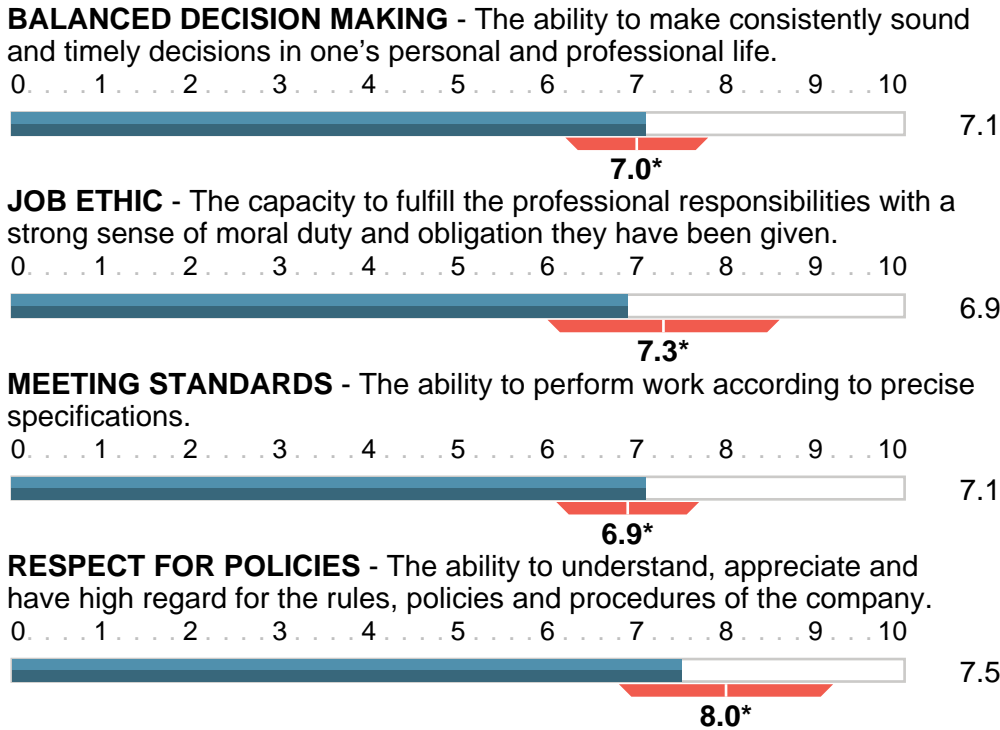 BALANCED DECISION MAKING - The ability to make consistently sound
and timely decisions in one's personal and professional life.
0. . . . 1 . . . . 2 . . . . 3 . . . . 4 . . . . 5 . . . . 6 . . . . 7 . . . . 8 . . . . 9 . . . 10
7.1
7.0*
JOB ETHIC - The capacity to fulfill the professional responsibilities with a
strong sense of moral duty and obligation they have been given.
0. . . . 1 . . . . 2 . . . . 3 . . . . 4 . . . . 5 . . . . 6 . . . . 7 . . . . 8 . . . . 9 . . . 10
6.9
7.3*
MEETING STANDARDS - The ability to perform work according to precise
specifications.
0. . . . 1 . . . . 2 . . . . 3 . . . . 4 . . . . 5 . . . . 6 . . . . 7 . . . . 8 . . . . 9 . . . 10
7.1
6.9*
RESPECT FOR POLICIES - The ability to understand, appreciate and
have high regard for the rules, policies and procedures of the company.
0. . . . 1 . . . . 2 . . . . 3 . . . . 4 . . . . 5 . . . . 6 . . . . 7 . . . . 8 . . . . 9 . . . 10
7.5
8.0*